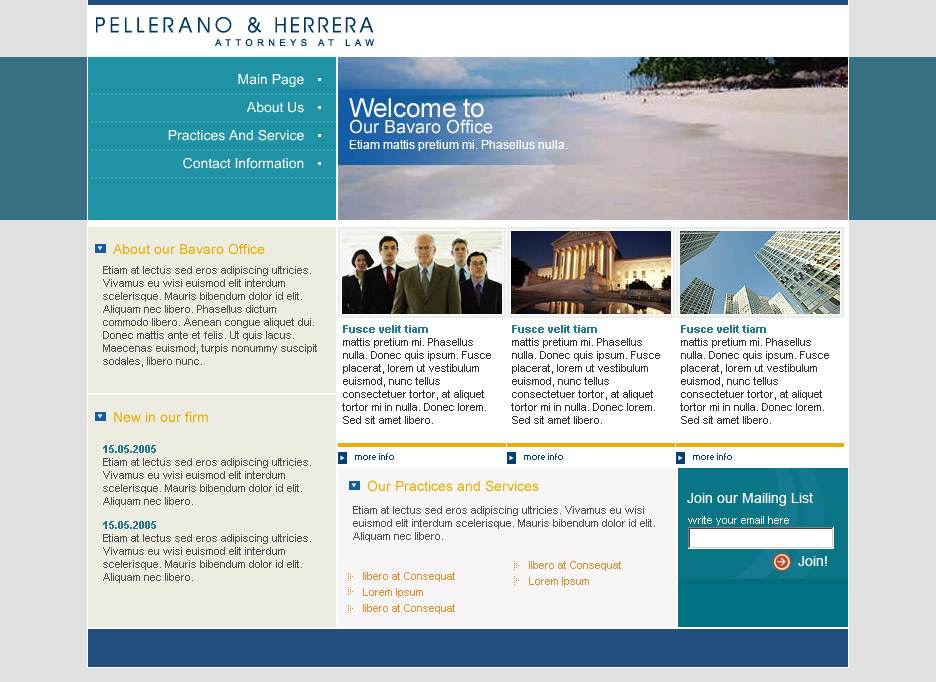 PELLERANO & HERRERA
ATTORNEYS AT LAW
Main Page
About Us
Practices And Service
Contact Information
Welcome to
Our Bavaro Office
Etiam mattis pretium mi. Phasellus nulla.
About our Bavaro Office
Etiam at lectus sed eros adipiscing ultricies.
Vivamus eu wisi euismod elit interdum
scelerisque. Mauris bibendum dolor id elit.
Aliquam nec libero. Phasellus dictum
commodo libero. Aenean congue aliquet dui.
Donec mattis ante et felis. Ut quis lacus.
Maecenas euismod, turpis nonummy suscipit
sodales, libero nunc.
New in our firm
15.05.2005
Etiam at lectus sed eros adipiscing ultricies.
Vivamus eu wisi euismod elit interdum
scelerisque. Mauris bibendum dolor id elit.
Aliquam nec libero.
15.05.2005
Etiam at lectus sed eros adipiscing ultricies.
Vivamus eu wisi euismod elit interdum
scelerisque. Mauris bibendum dolor id elit.
Aliquam nec libero.
Fusce velit tiam
mattis pretium mi. Phasellus
nulla. Donec quis ipsum. Fusce
placerat, lorem ut vestibulum
euismod, nunc tellus
consectetuer tortor, at aliquet
tortor mi in nulla. Donec lorem.
Sed sit amet libero.
more info
Fusce velit tiam
mattis pretium mi. Phasellus
nulla. Donec quis ipsum. Fusce
placerat, lorem ut vestibulum
euismod, nunc tellus
consectetuer tortor, at aliquet
tortor mi in nulla. Donec lorem.
Sed sit amet libero.
more info
Fusce velit tiam
mattis pretium mi. Phasellus
nulla. Donec quis ipsum. Fusce
placerat, lorem ut vestibulum
euismod, nunc tellus
consectetuer tortor, at aliquet
tortor mi in nulla. Donec lorem.
Sed sit amet libero.
more info
Our Practices and Services
Etiam at lectus sed eros adipiscing ultricies. Vivamus eu wisi
euismod elit interdum scelerisque. Mauris bibendum dolor id elit.
Aliquam nec libero.
libero at Consequat
Lorem Ipsum
libero at Consequat
libero at Consequat
Lorem Ipsum
Join our Mailing List
write your email here
Join!